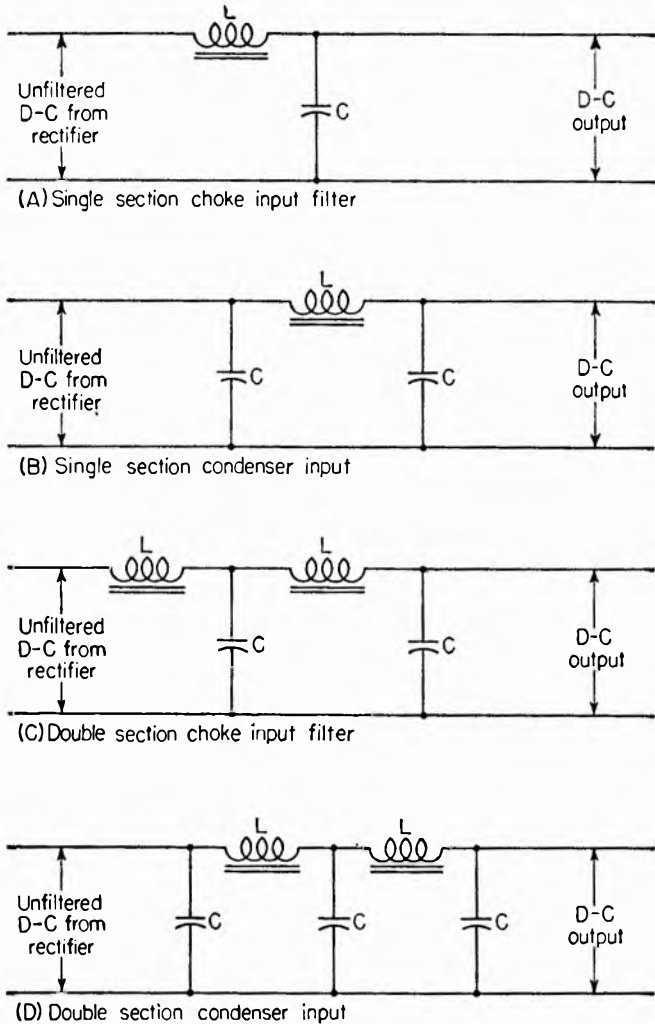 L
Unfiltered
D-C from
rectifier
C
D-C
output
(A) Single section choke input filter
L
Unfiltered
D-C from
rectifier
C
C
D-C
output
(B) Single section condenser input
L
L
Unfiltered
D-C from
rectifier
C
C
D-C
output
(C) Double section choke input filter
L
L
Unfiltered
D-C from
rectifier
C
C
C
D-C
output
(D) Double section condenser input